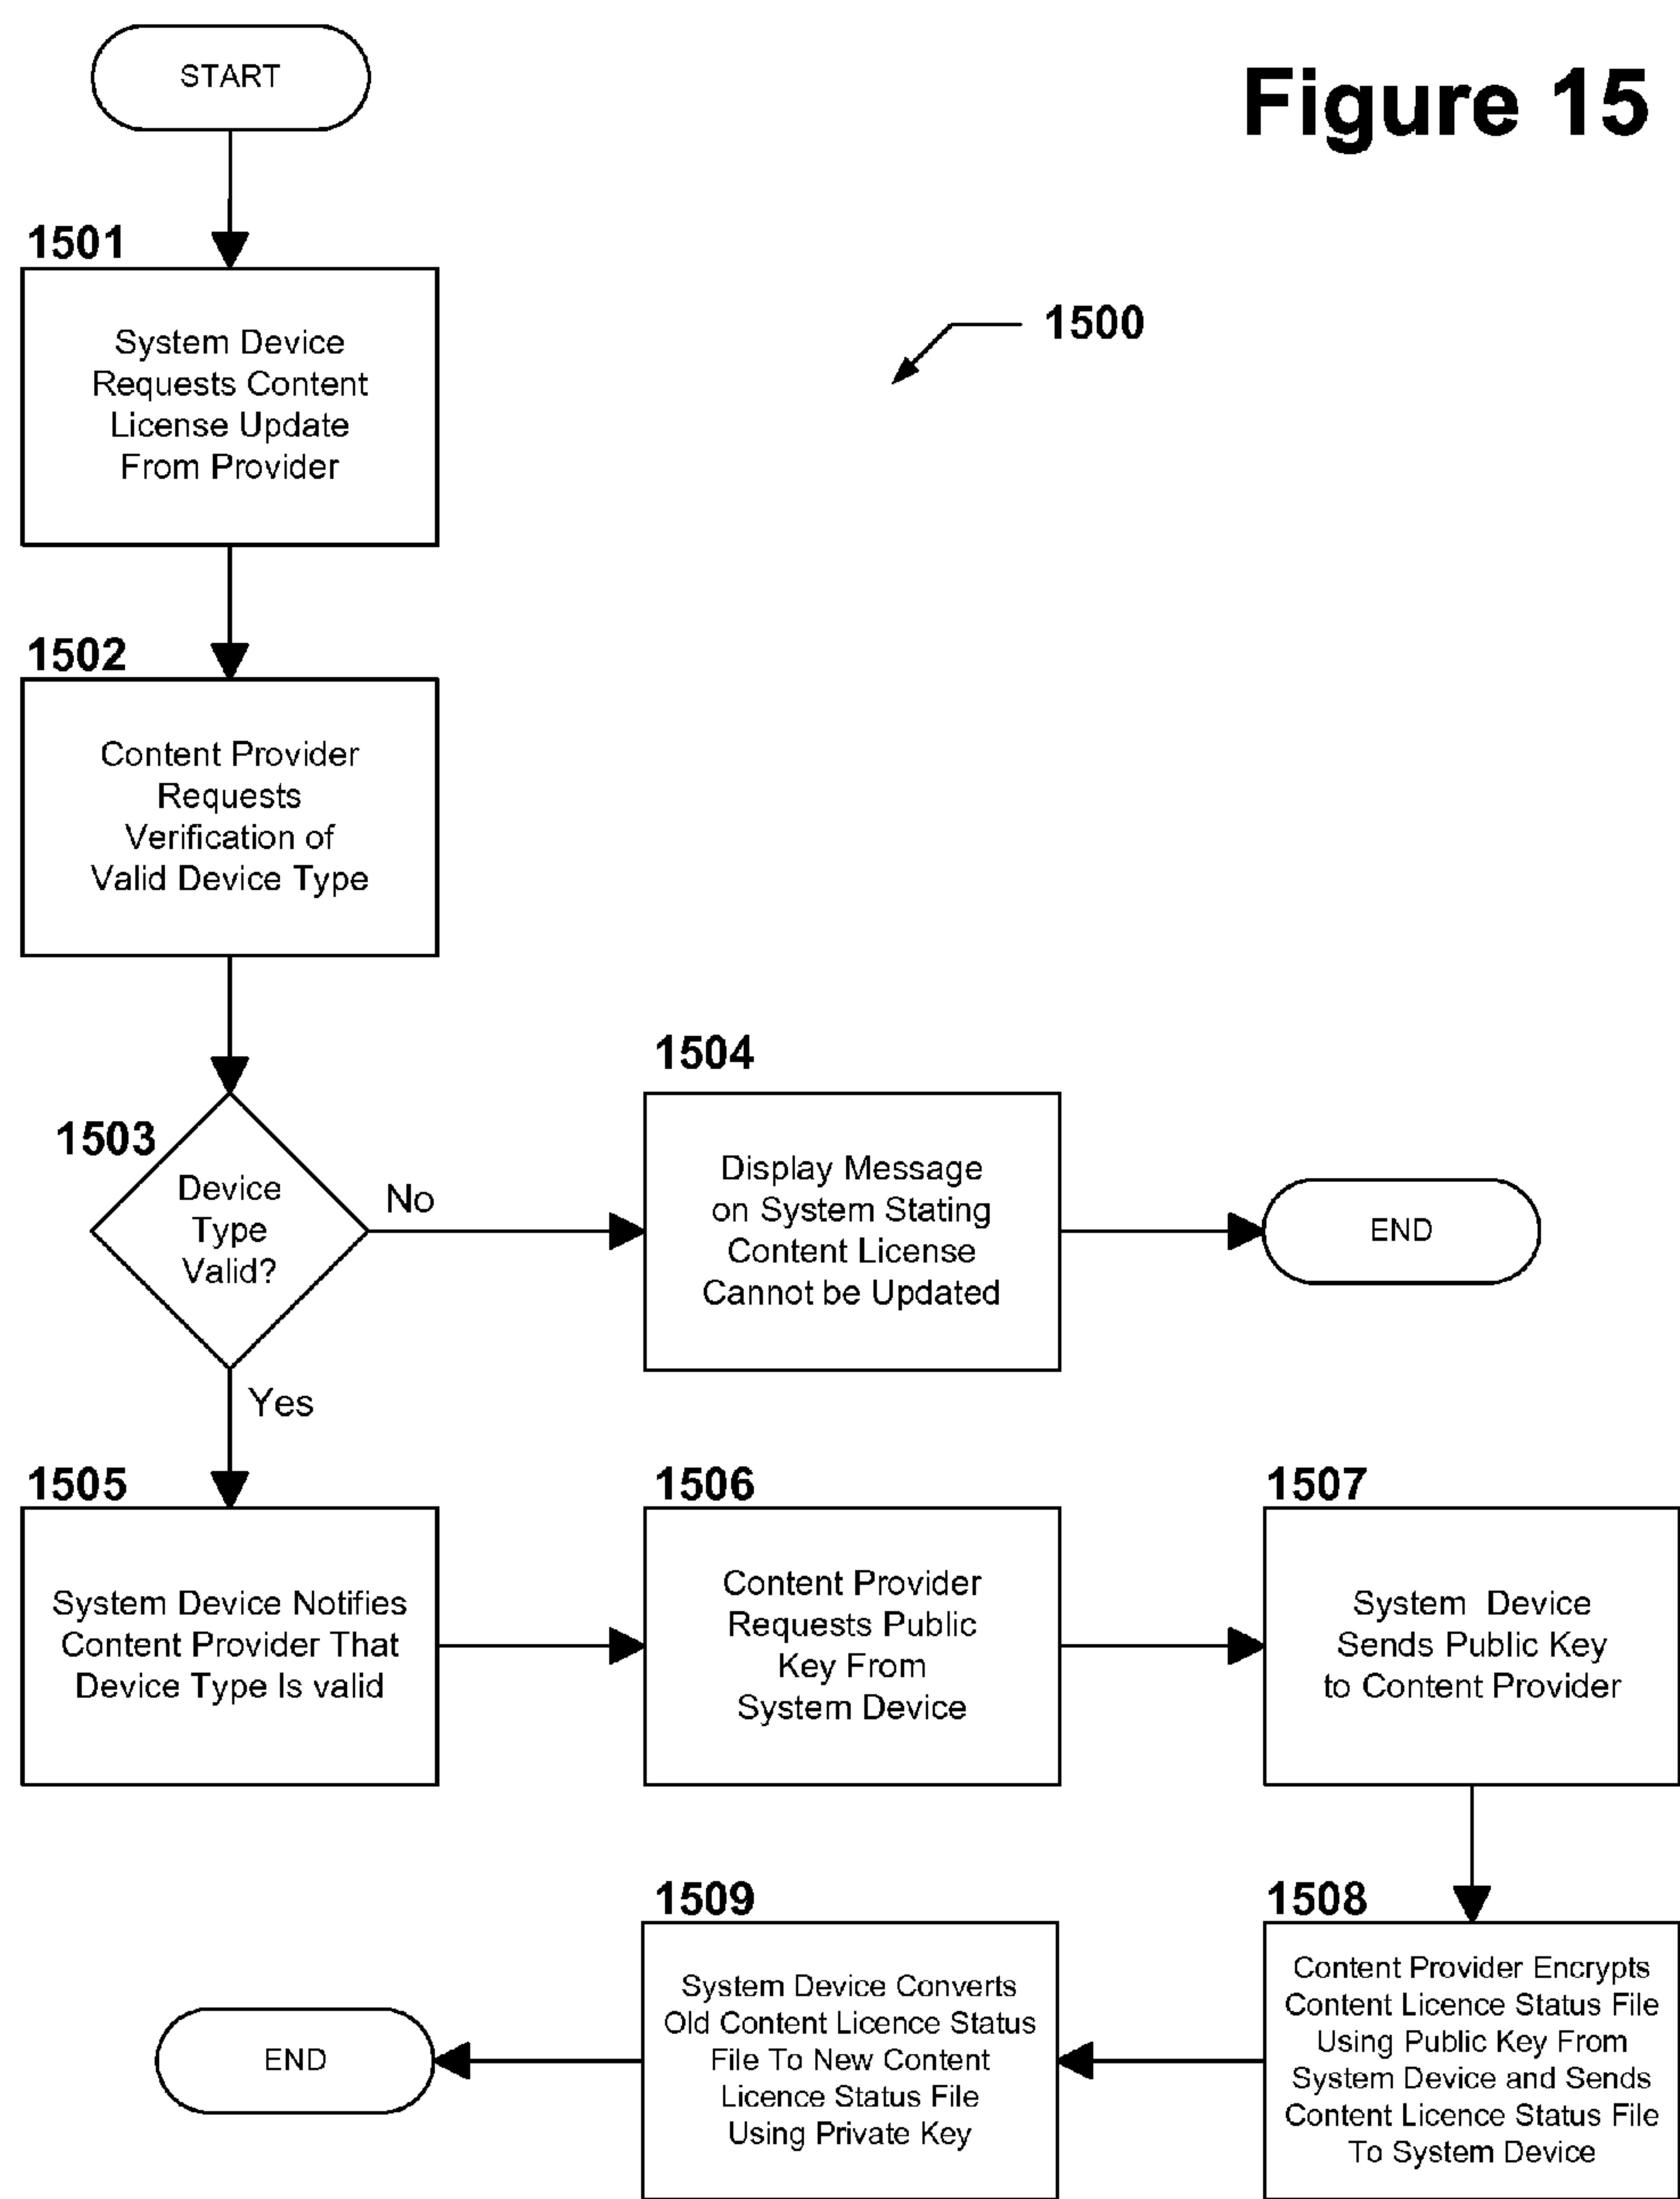 START
Figure 15
1501
System Device
Requests Content
License Update
From Provider
1500
1502
Content Provider
Requests
Verification of
Valid Device Type
1503
Device
Type
Valid?
No
1504
Display Message
on System Stating
Content License
Cannot be Updated
END
Yes
1505
System Device Notifies
Content Provider That
Device Type Is valid
1506
Content Provider
Requests Public
Key From
System Device
1507
System Device
Sends Public Key
to Content Provider
1508
Content Provider Encrypts
Content Licence Status File
Using Public Key From
System Device and Sends
Content Licence Status File
To System Device
1509
System Device Converts
Old Content Licence Status
File To New Content
Licence Status File
Using Private Key
END